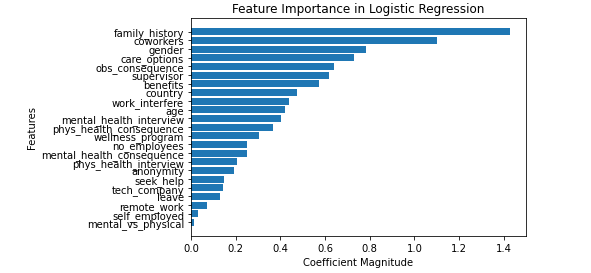 Feature Importance in Logistic Regression
family_history
coworkers
gender
care_options
obs_consequence
supervisor
benefits
country
work_interfere
age
mental_health_interview
phys_health_consequence
wellness_program
no_employees
mental_health_consequence
phys_health_interview
anonymity
seek_help
tech_company
leave
remote_work
self_employed
mental_vs_physical
Features
0.0 0.2 0.4 0.6 0.8 1.0 1.2 1.4
Coefficient Magnitude